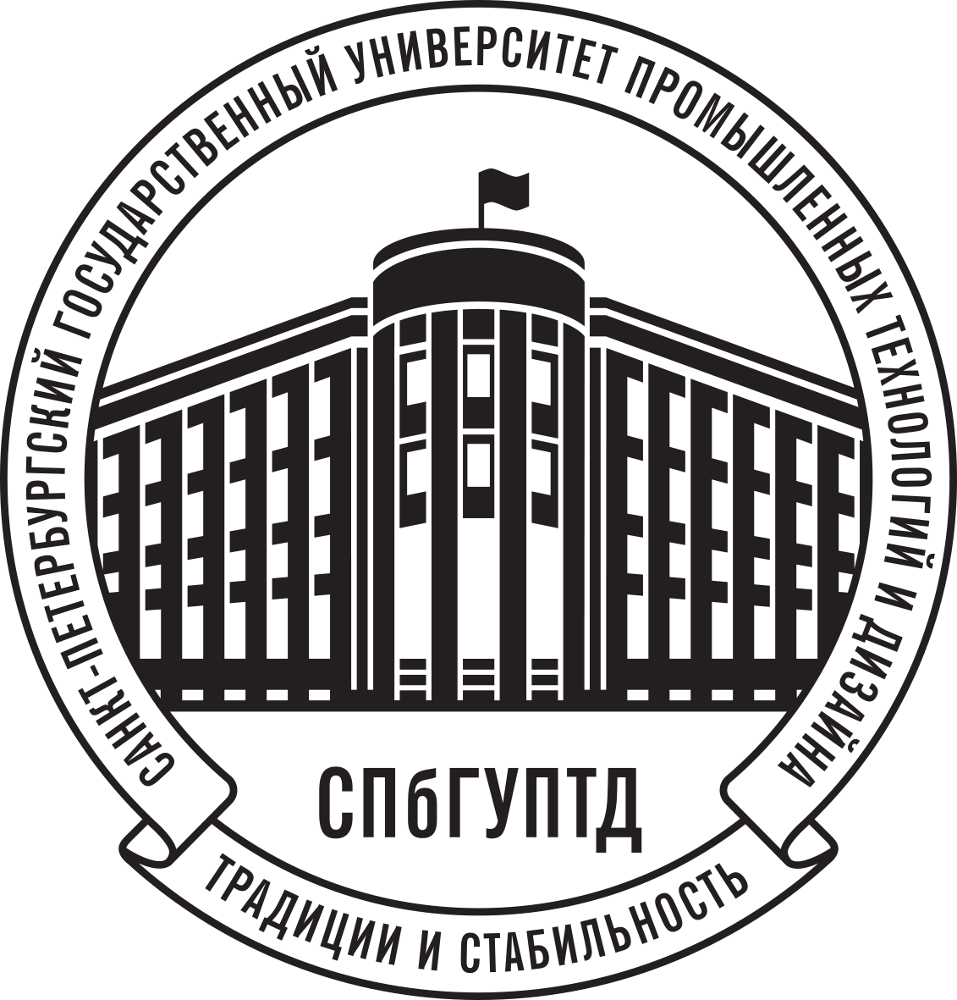 САНКТ-ПЕТЕРБУРГСКИЙ ГОСУДАРСТВЕННЫЙ УНИВЕРСИТЕТ ПРОМЫШЛЕННЫХ ТЕХНОЛОГИЙ И ДИЗАЙНА
СПбГУПТД
ТРАДИЦИИ И СТАБИЛЬНОСТЬ